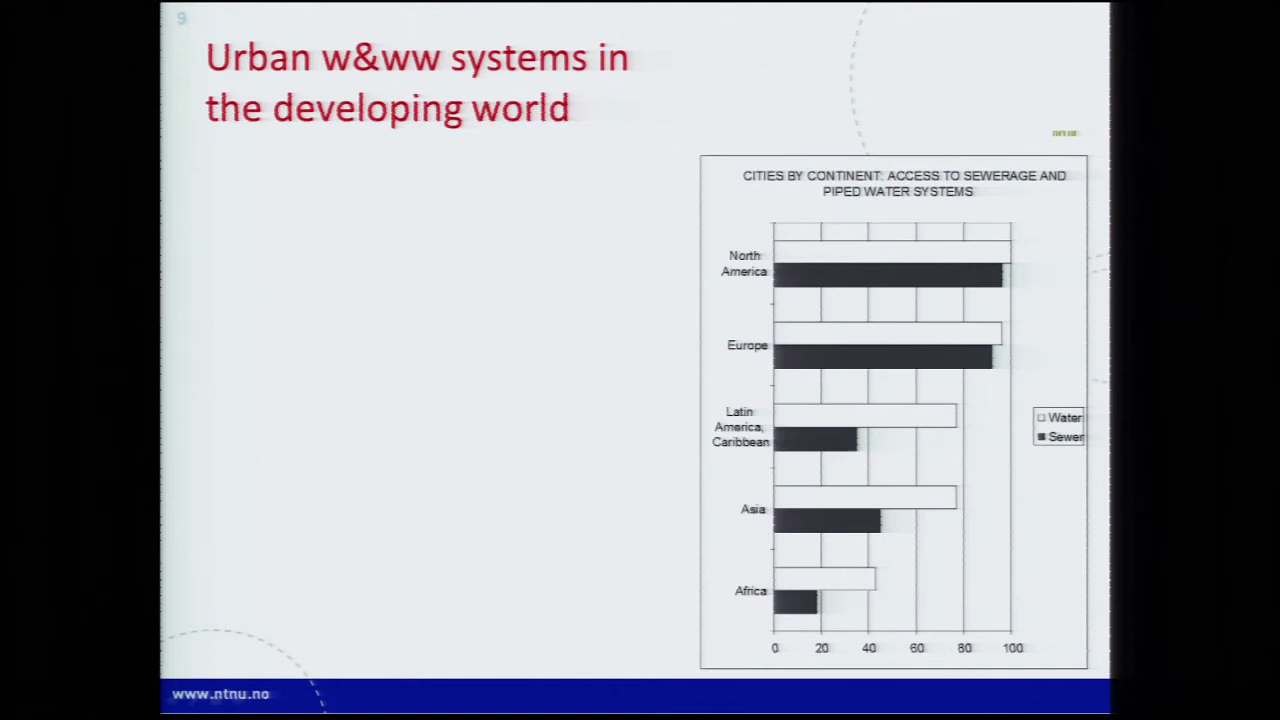 9
Urban w&ww systems in
the developing world
CITIES BY CONTINENT: ACCESS TO SEWERAGE AND
PIPED WATER SYSTEMS
North
America
Europe
Latin
America,
Caribbean
Asia
Africa
0 20 40 60 80 100
Water
Sewer
www.ntnu.no